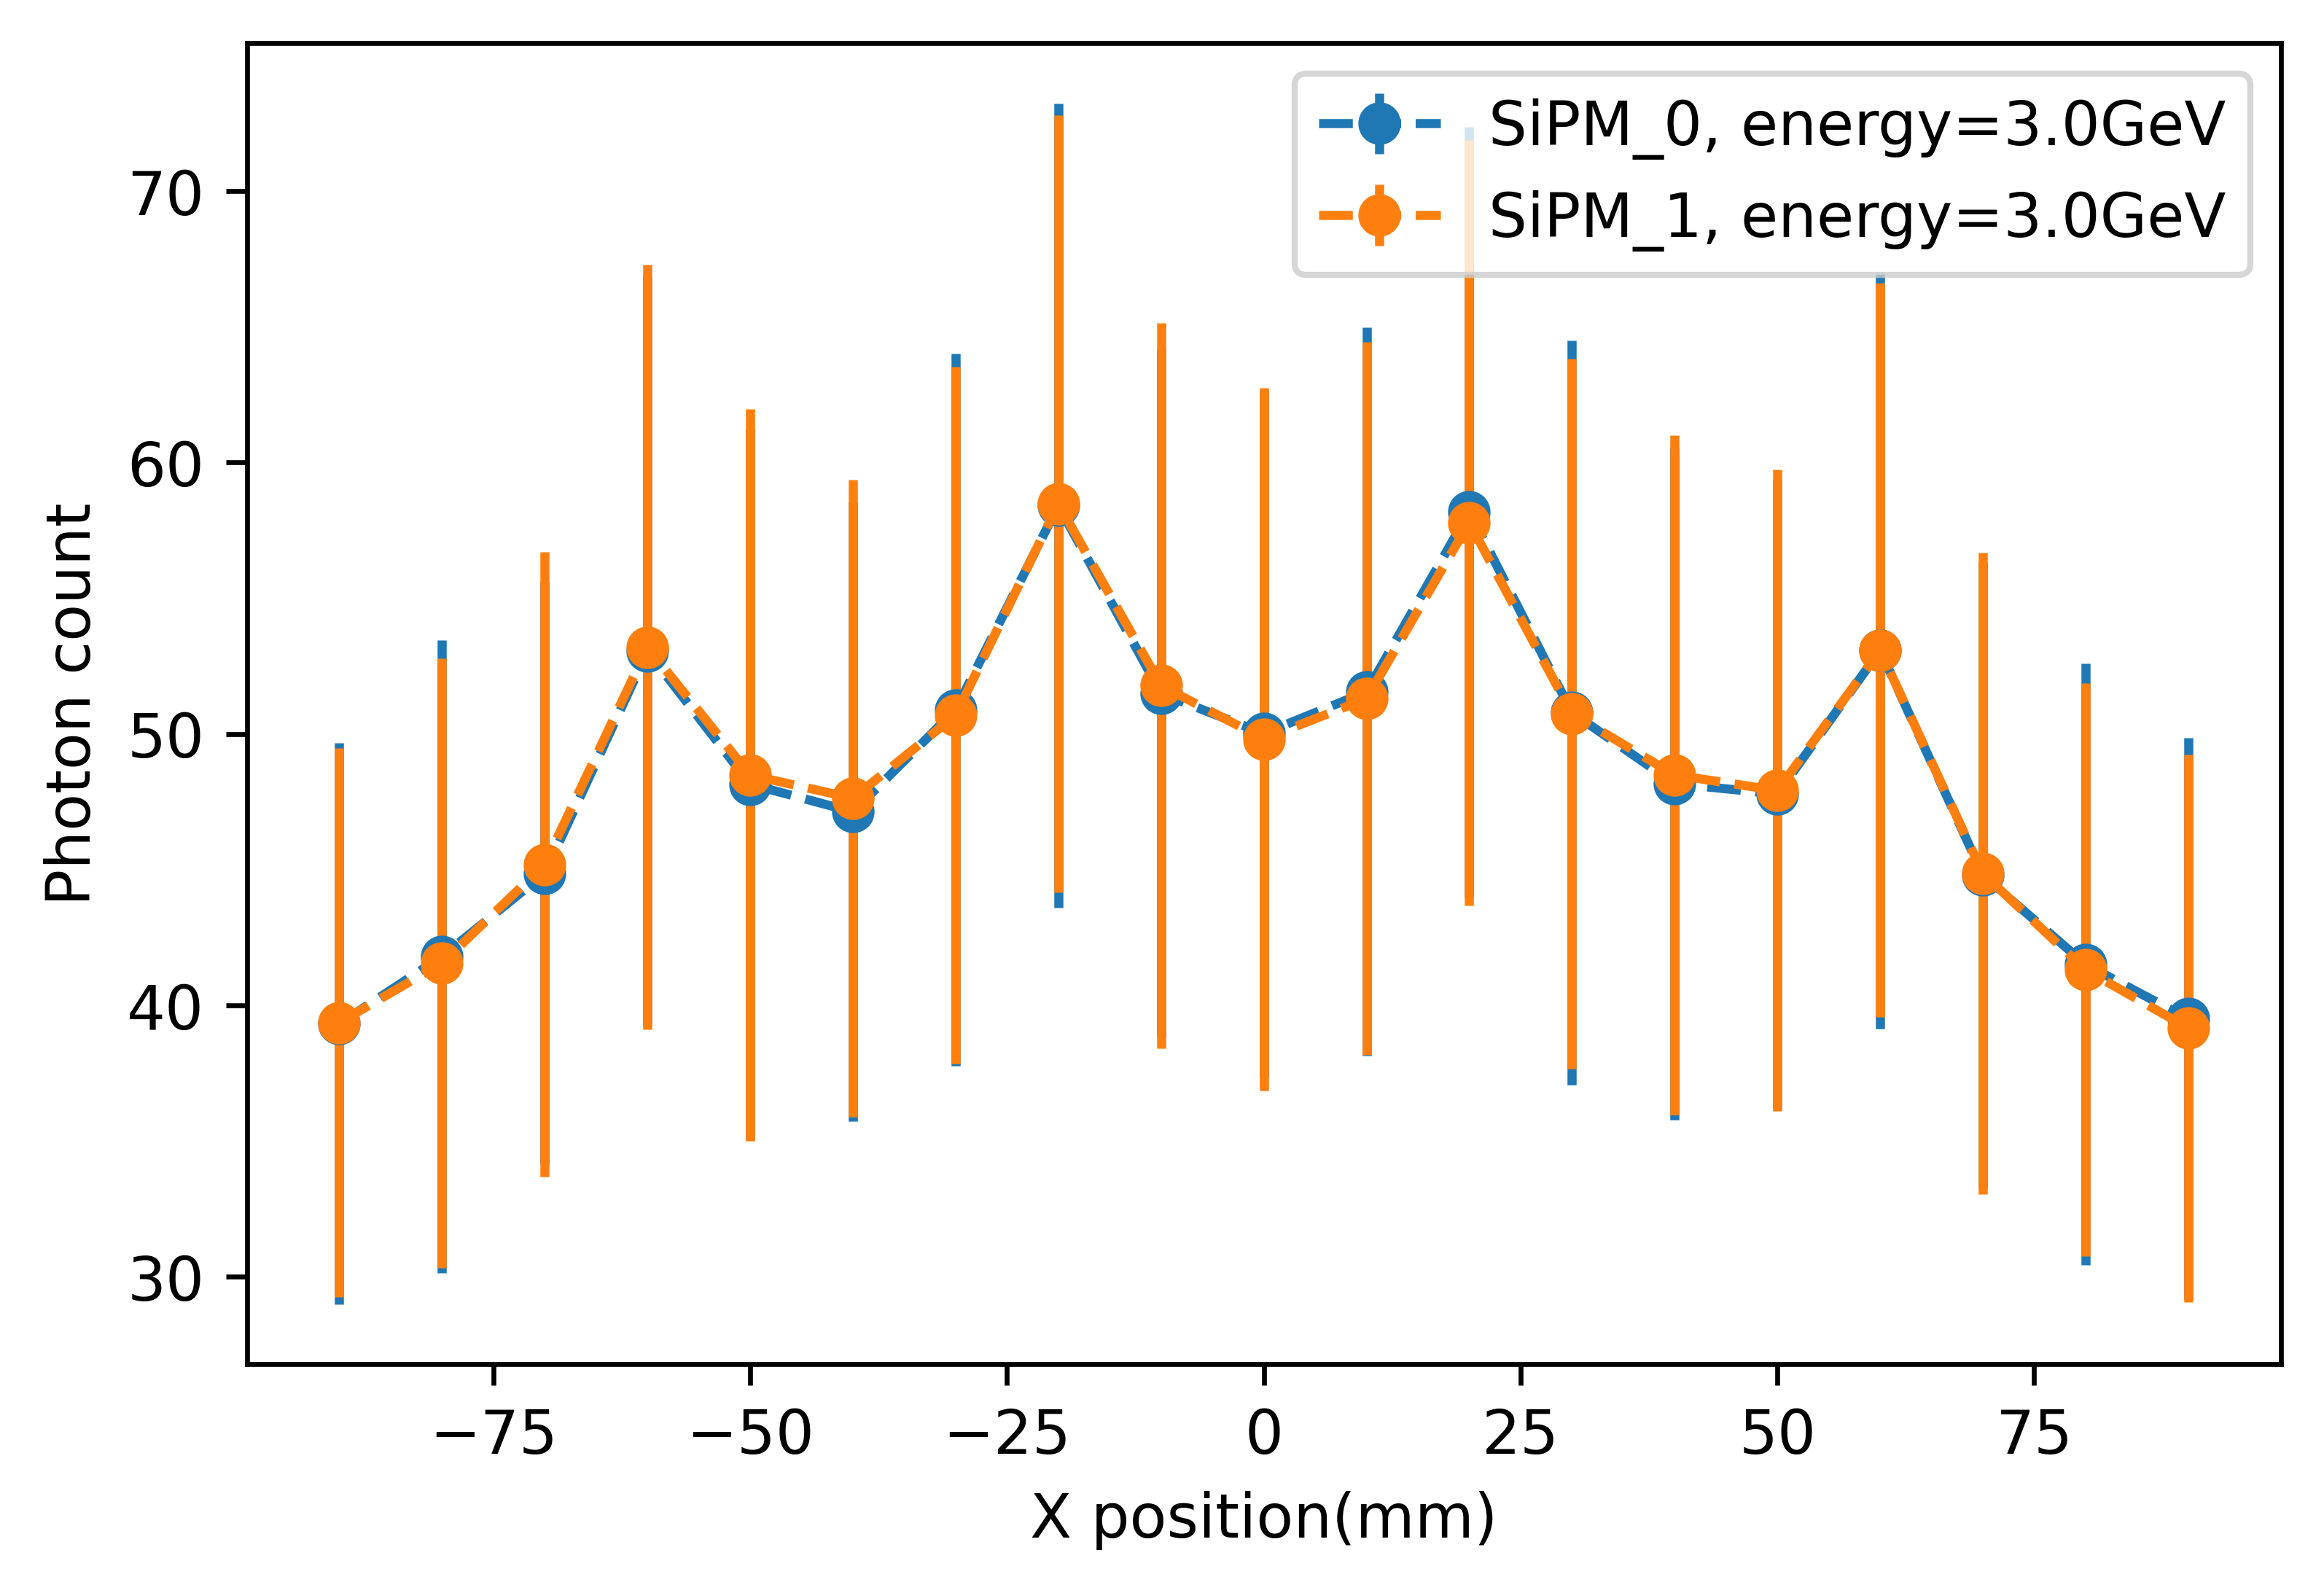 SiPM_0, energy=3.0GeV
SiPM_1, energy=3.0GeV
Photon count
70
60
50
40
30
−75 −50 −25 0 25 50 75
X position(mm)